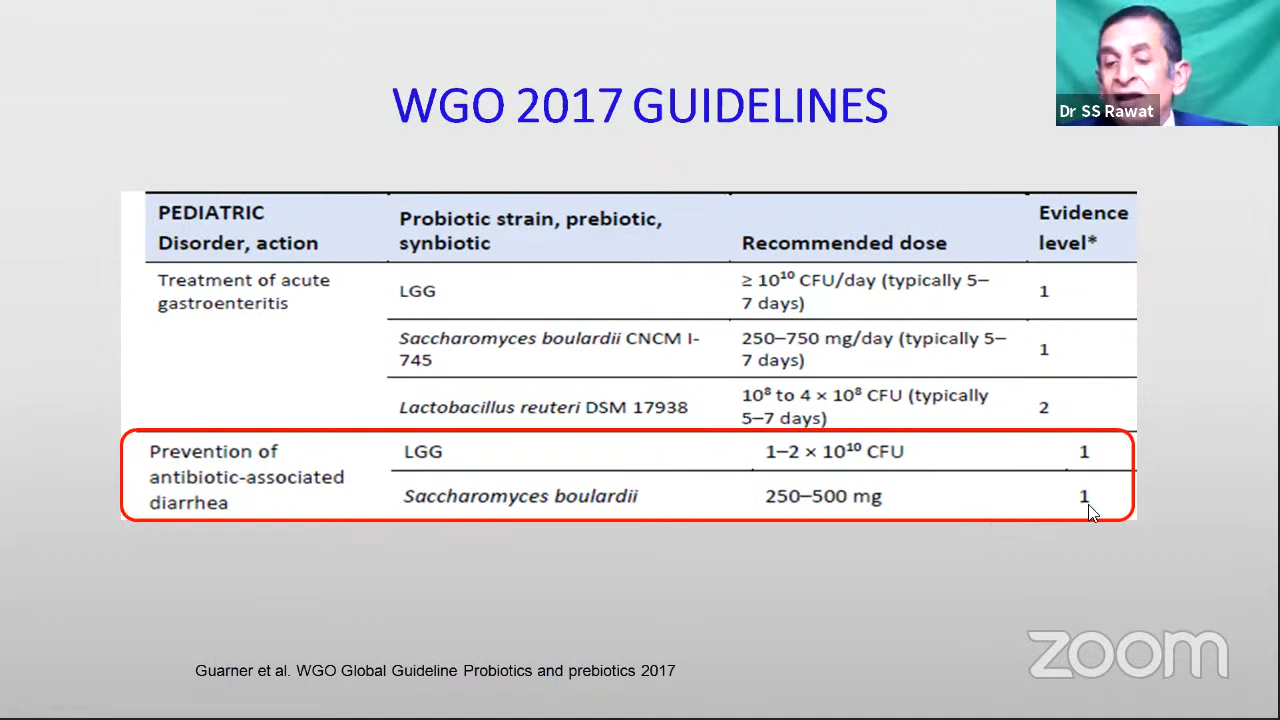 WGO 2017 GUIDELINES
Dr SS Rawat
PEDIATRIC
Disorder, action
Probiotic strain, prebiotic,
synbiotic
Recommended dose
Evidence
level*
Treatment of acute
gastroenteritis
LGG
≥ 10¹⁰ CFU/day (typically 5–
7 days)
1
Saccharomyces boulardii CNCM I-
745
250–750 mg/day (typically 5–
7 days)
1
Lactobacillus reuteri DSM 17938
10⁸ to 4 × 10⁸ CFU (typically
5–7 days)
2
Prevention of
antibiotic-associated
diarrhea
LGG
1–2 × 10¹⁰ CFU
1
Saccharomyces boulardii
250–500 mg
1
Guarner et al. WGO Global Guideline Probiotics and prebiotics 2017
zoom